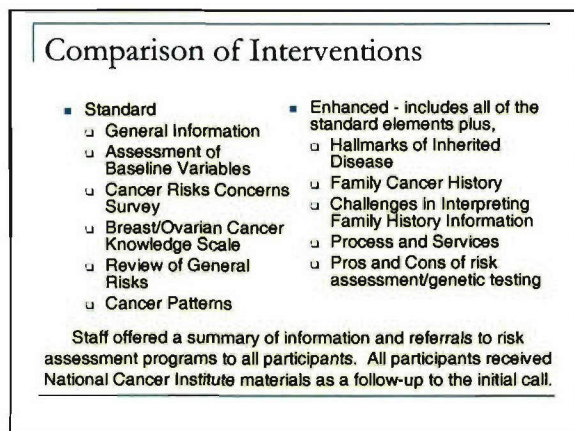 Comparison of Interventions
Standard
General Information
Assessment of
Baseline Variables
Cancer Risks Concerns
Survey
Breast/Ovarian Cancer
Knowledge Scale
Review of General
Risks
Cancer Patterns
Enhanced - includes all of the
standard elements plus,
Hallmarks of Inherited
Disease
Family Cancer History
Challenges in Interpreting
Family History Information
Process and Services
Pros and Cons of risk
assessment/genetic testing
Staff offered a summary of information and referrals to risk
assessment programs to all participants. All participants received
National Cancer Institute materials as a follow-up to the initial call.